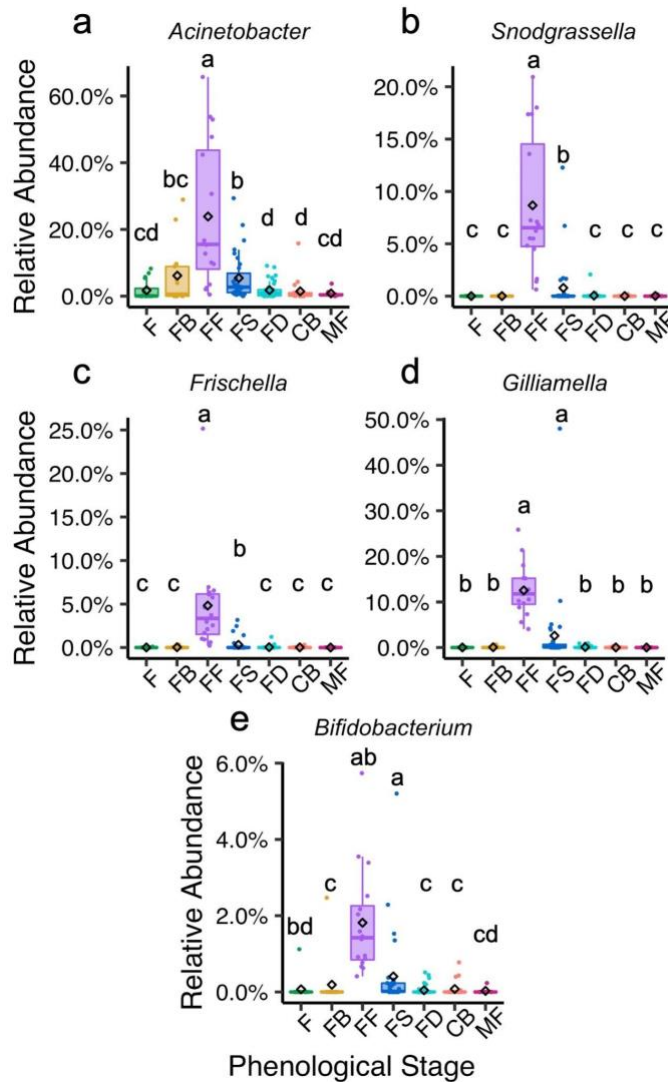 a
Acinetobacter
b
Snodgrassella
Relative Abundance
60.0%
40.0%
20.0%
0.0%
cd
bc
a
b
d
d
cd
F
FB
FF
FS
FD
CB
MF
20.0%
15.0%
10.0%
5.0%
0.0%
c
c
a
b
c
c
c
F
FB
FF
FS
FD
CB
MF
c
Frischella
d
Gilliamella
Relative Abundance
25.0%
20.0%
15.0%
10.0%
5.0%
0.0%
c
c
a
b
c
c
c
F
FB
FF
FS
FD
CB
MF
50.0%
40.0%
30.0%
20.0%
10.0%
0.0%
b
b
a
a
b
b
b
F
FB
FF
FS
FD
CB
MF
e
Bifidobacterium
Relative Abundance
6.0%
4.0%
2.0%
0.0%
bd
c
ab
a
c
c
cd
F
FB
FF
FS
FD
CB
MF
Phenological Stage